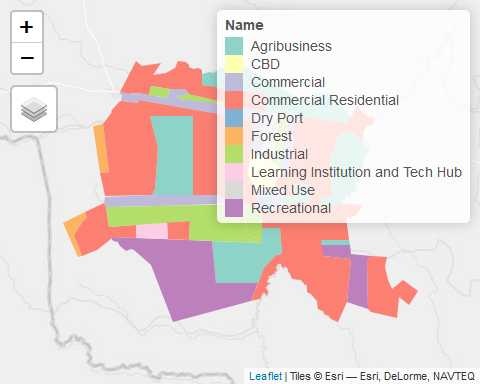 +
−
Name
Agribusiness
CBD
Commercial
Commercial Residential
Dry Port
Forest
Industrial
Learning Institution and Tech Hub
Mixed Use
Recreational
Leaflet | Tiles © Esri — Esri, DeLorme, NAVTEQ